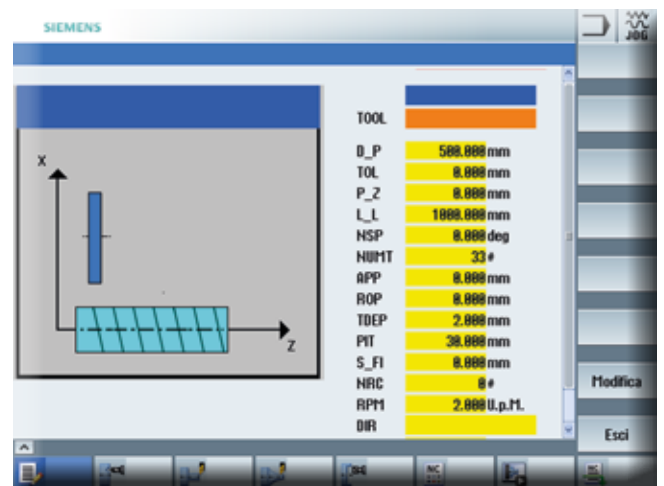 SIEMENS
JOG
TOOL
D_P 500.000 mm
TOL 0.000 mm
P_Z 0.000 mm
L_L 1000.000 mm
NSP 0.000 deg
NUMT 33 #
APP 0.000 mm
ROP 0.000 mm
TDEP 2.000 mm
PIT 30.000 mm
S_FI 0.000 mm
NRC 0 #
RPM 2.000 U.p.M.
DIR
X
Z
Modifica
Esci
NC